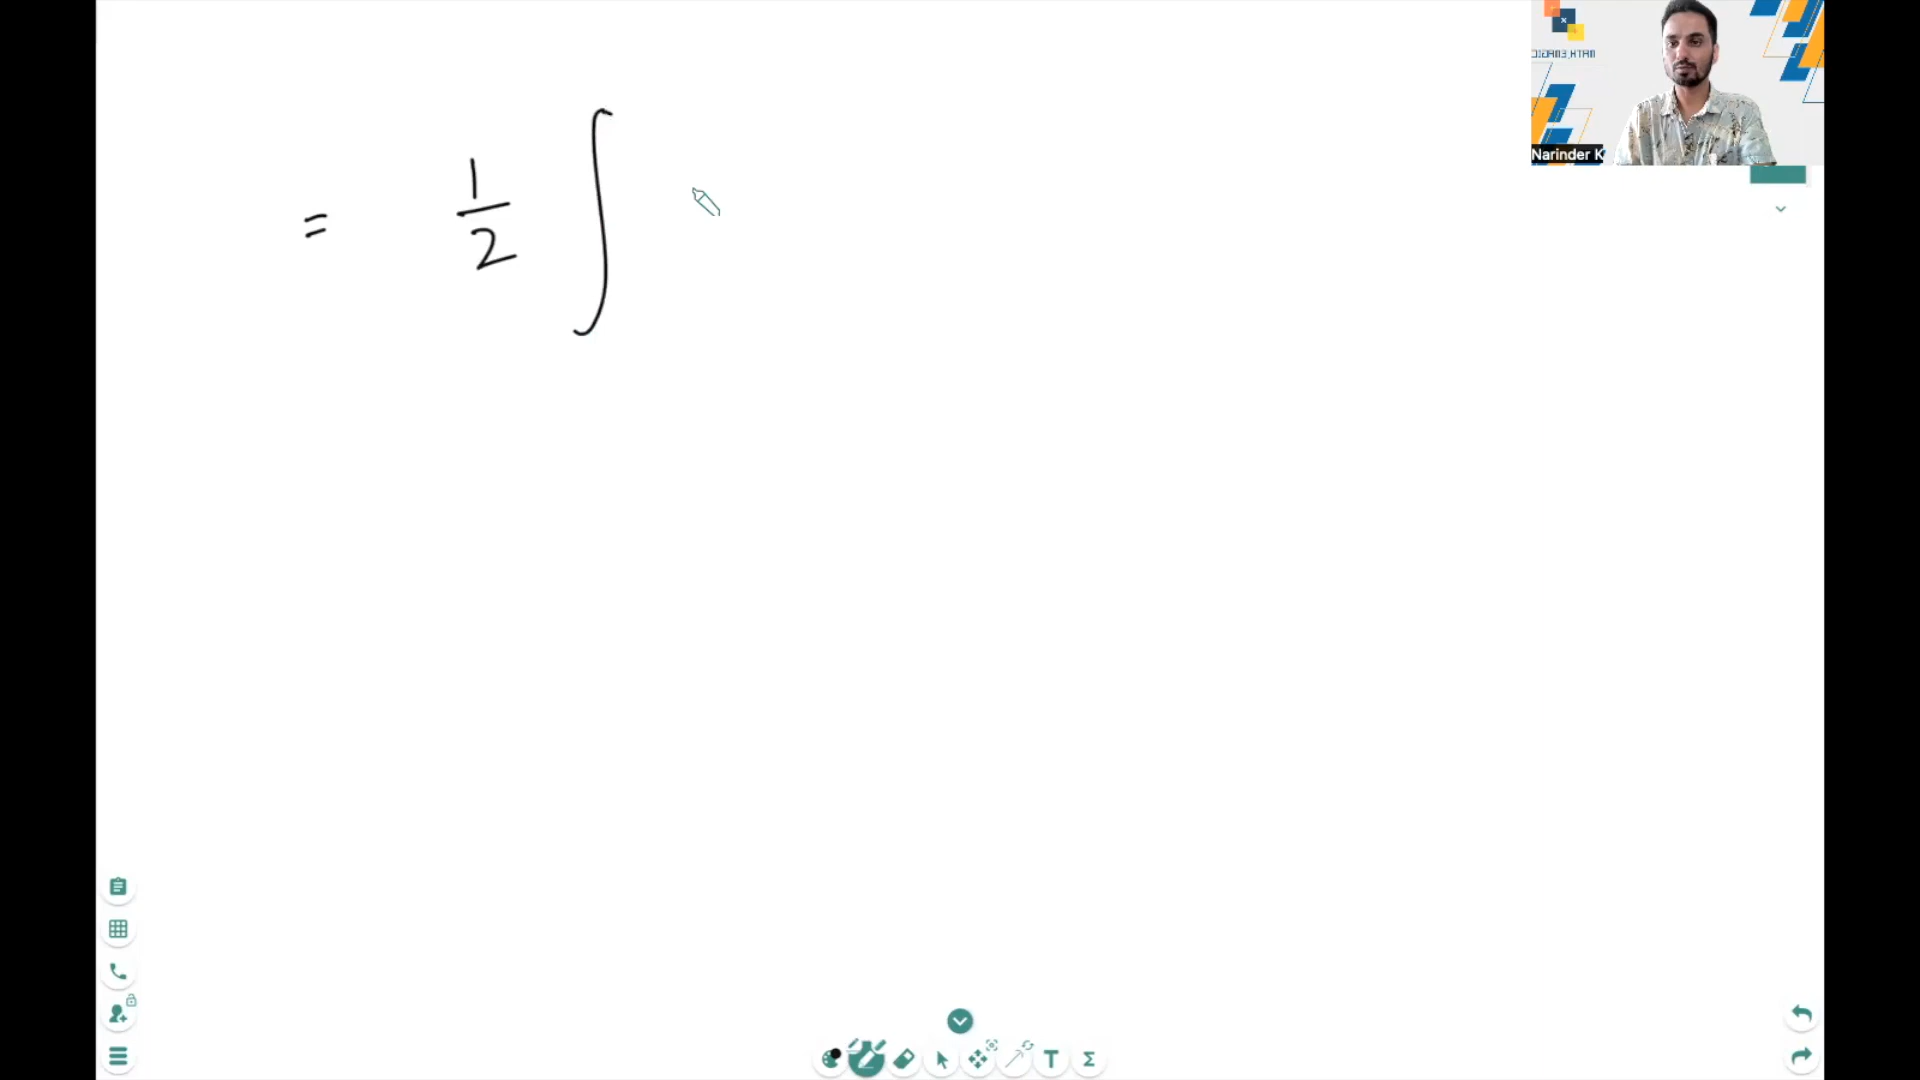 = 1/2 ∫
Narinder K
T Σ